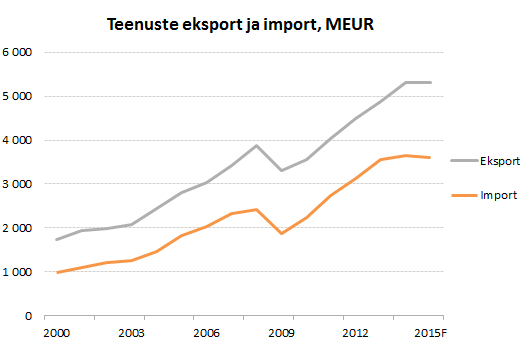 Teenuste eksport ja import, MEUR
6 000
5 000
4 000
3 000
2 000
1 000
0
2000 2003 2006 2009 2012 2015F
Eksport
Import